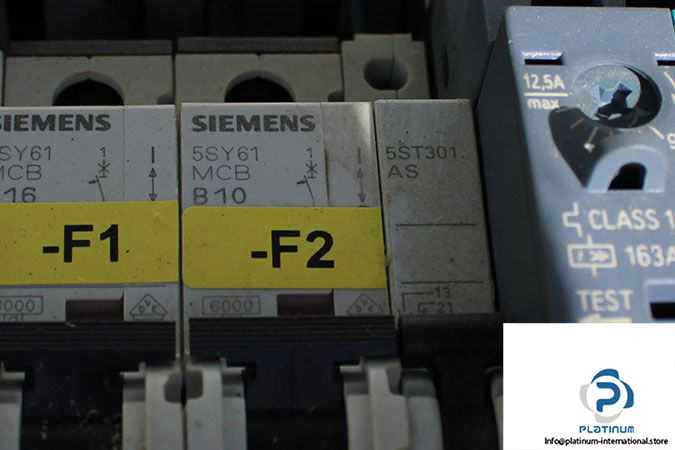 SIEMENS
5SY61
MCB
16
-F1
6000
SIEMENS
5SY61
MCB
B10
-F2
6000
5ST301.
AS
13
21
12,5A
max
CLASS 1
163A
TEST
PLATINUM
Info@platinum-international.store